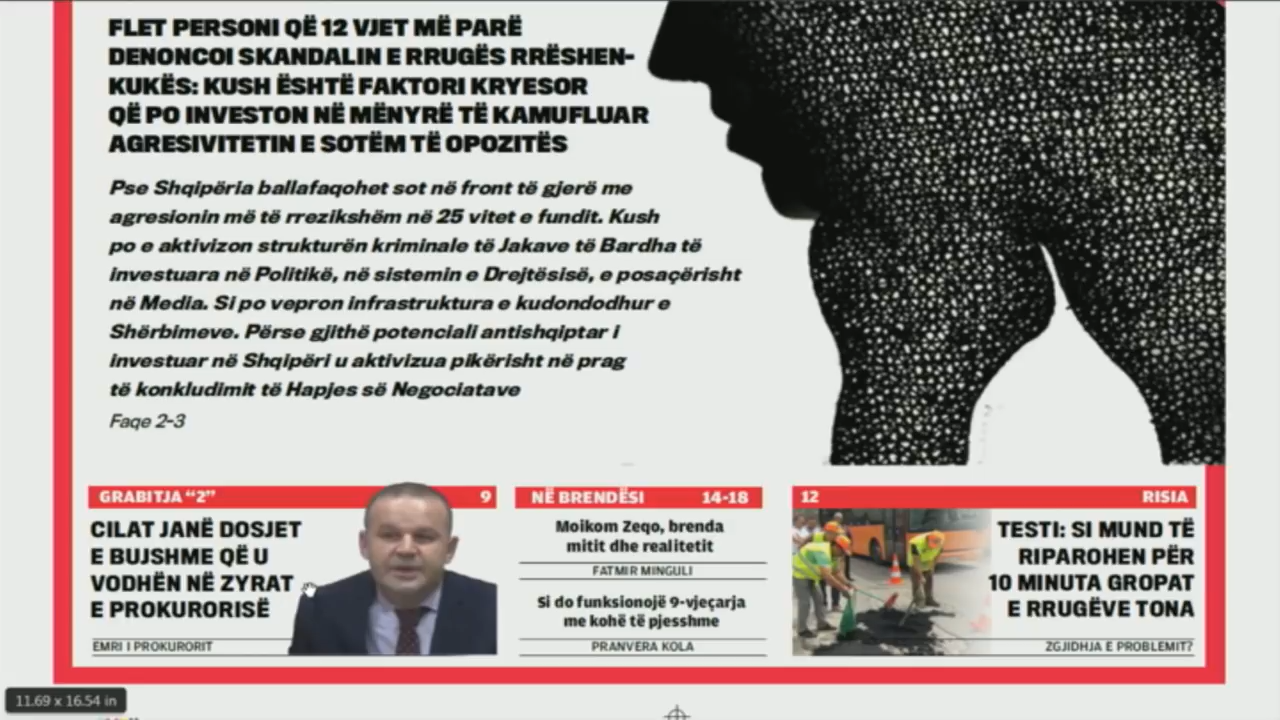 FLET PERSONI QË 12 VJET MË PARË
DENONCOI SKANDALIN E RRUGËS RRËSHEN-
KUKËS: KUSH ËSHTË FAKTORI KRYESOR
QË PO INVESTON NË MËNYRË TË KAMUFLUAR
AGRESIVITETIN E SOTËM TË OPOZITËS
Pse Shqipëria ballafaqohet sot në front të gjerë me
agresionin më të rrezikshëm në 25 vitet e fundit. Kush
po e aktivizon strukturën kriminale të Jakave të Bardha të
investuara në Politikë, në sistemin e Drejtësisë, e posaçërisht
në Media. Si po vepron infrastruktura e kudondodhur e
Shërbimeve. Përse gjithë potenciali antishqiptar i
investuar në Shqipëri u aktivizua pikërisht në prag
të konkludimit të Hapjes së Negociatave
Faqe 2-3
GRABITJA “2” 9
CILAT JANË DOSJET
E BUJSHME QË U
VODHËN NË ZYRAT
E PROKURORISË
EMRI I PROKURORIT
NË BRENDËSI 14-18
Moikom Zeqo, brenda
mitit dhe realitetit
FATMIR MINGULI
Si do funksionojë 9-vjeçarja
me kohë të pjesshme
PRANVERA KOLA
12 RISIA
TESTI: SI MUND TË
RIPAROHEN PËR
10 MINUTA GROPAT
E RRUGËVE TONA
ZGJIDHJA E PROBLEMIT?
11.69 x 16.54 in